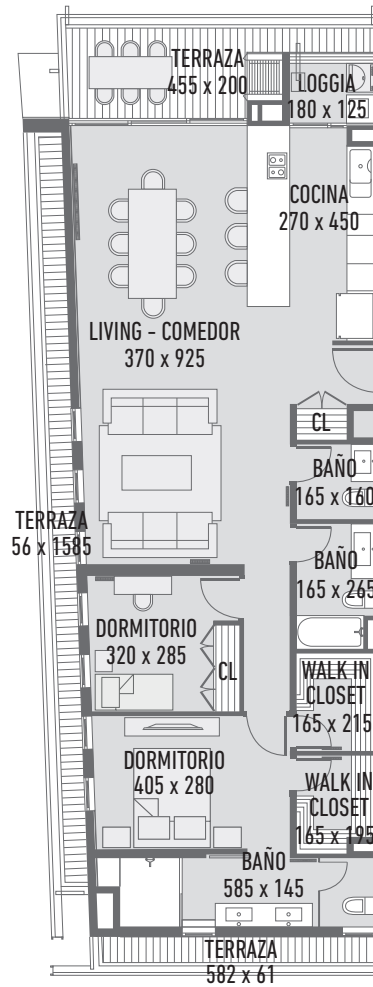 TERRAZA
455 x 200
LOGGIA
180 x 125
COCINA
270 x 450
LIVING - COMEDOR
370 x 925
CL
BAÑO
165 x 160
TERRAZA
56 x 1585
BAÑO
165 x 265
DORMITORIO
320 x 285
CL
WALK IN
CLOSET
165 x 215
DORMITORIO
405 x 280
WALK IN
CLOSET
165 x 195
BAÑO
585 x 145
TERRAZA
582 x 61